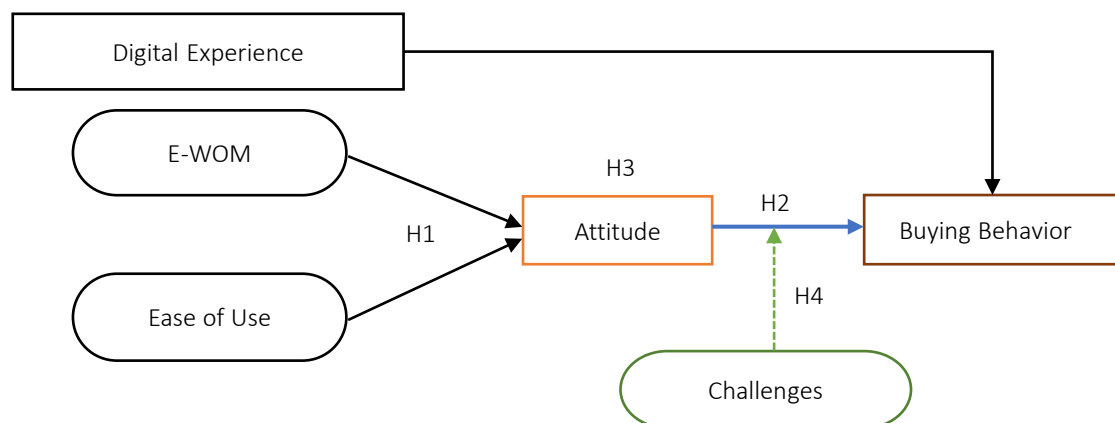 Digital Experience
E-WOM
H3
H2
H1
Attitude
Buying Behavior
Ease of Use
H4
Challenges